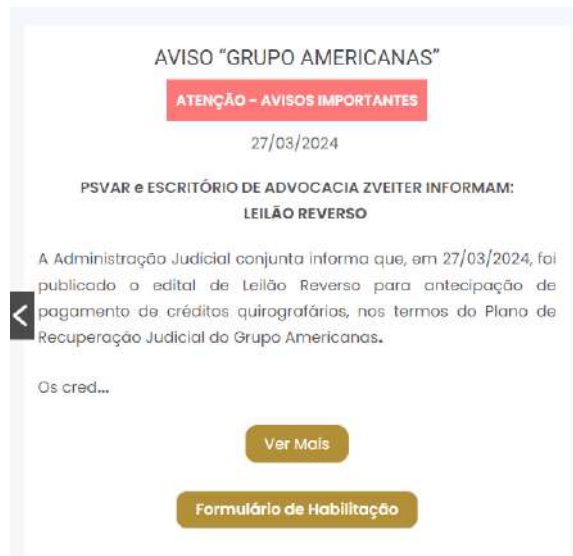 AVISO “GRUPO AMERICANAS”
ATENÇÃO - AVISOS IMPORTANTES
27/03/2024
PSVAR e ESCRITÓRIO DE ADVOCACIA ZVEITER INFORMAM:
LEILÃO REVERSO
A Administração Judicial conjunta informa que, em 27/03/2024, foi
publicado o edital de Leilão Reverso para antecipação de
pagamento de créditos quirografários, nos termos do Plano de
Recuperação Judicial do Grupo Americanas.
Os cred...
Ver Mais
Formulário de Habilitação